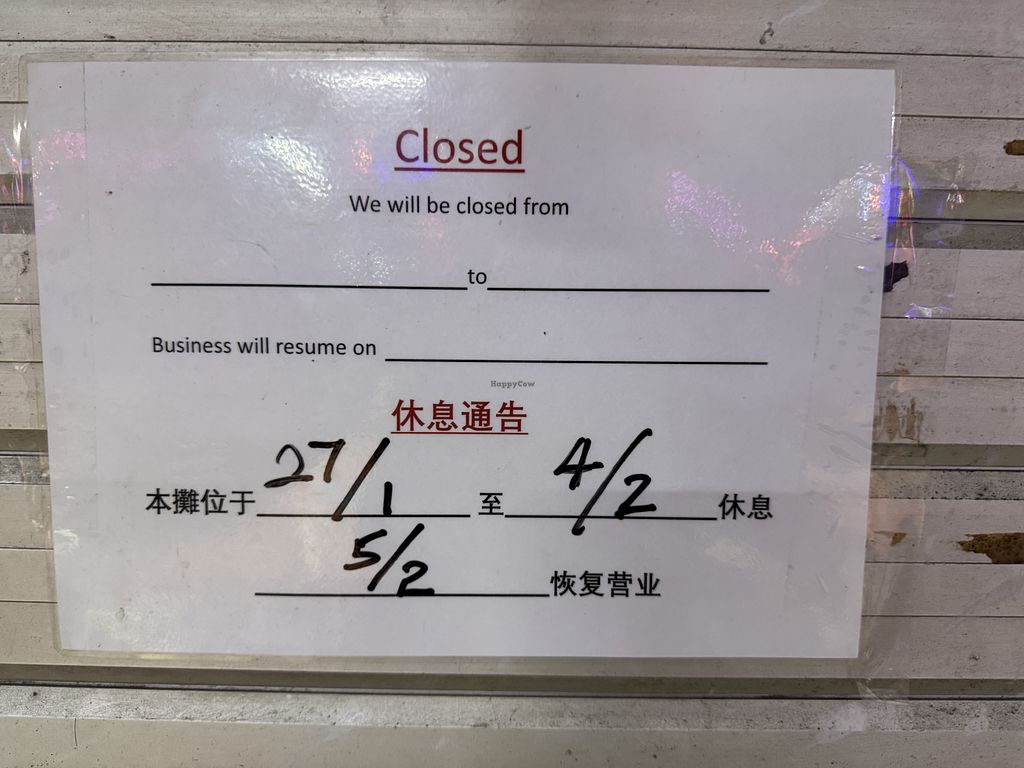 Closed
We will be closed from
to
Business will resume on
HappyCow
休息通告
本攤位于 27/1 至 4/2 休息
5/2 恢复营业